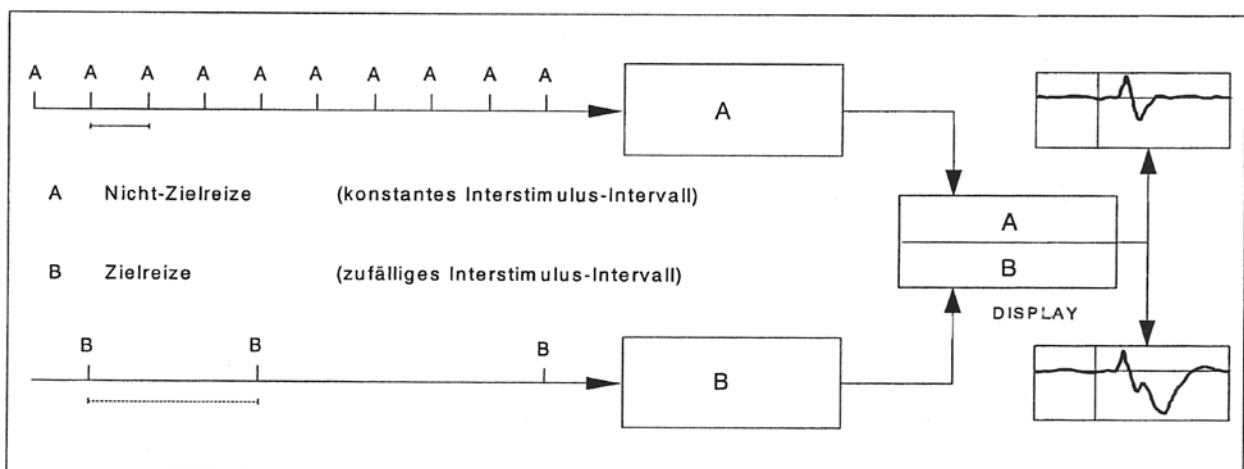 A A A A A A A A A A
A
A Nicht-Zielreize (konstantes Interstimulus-Intervall)
A
B Zielreize (zufälliges Interstimulus-Intervall)
B
DISPLAY
B B B
B